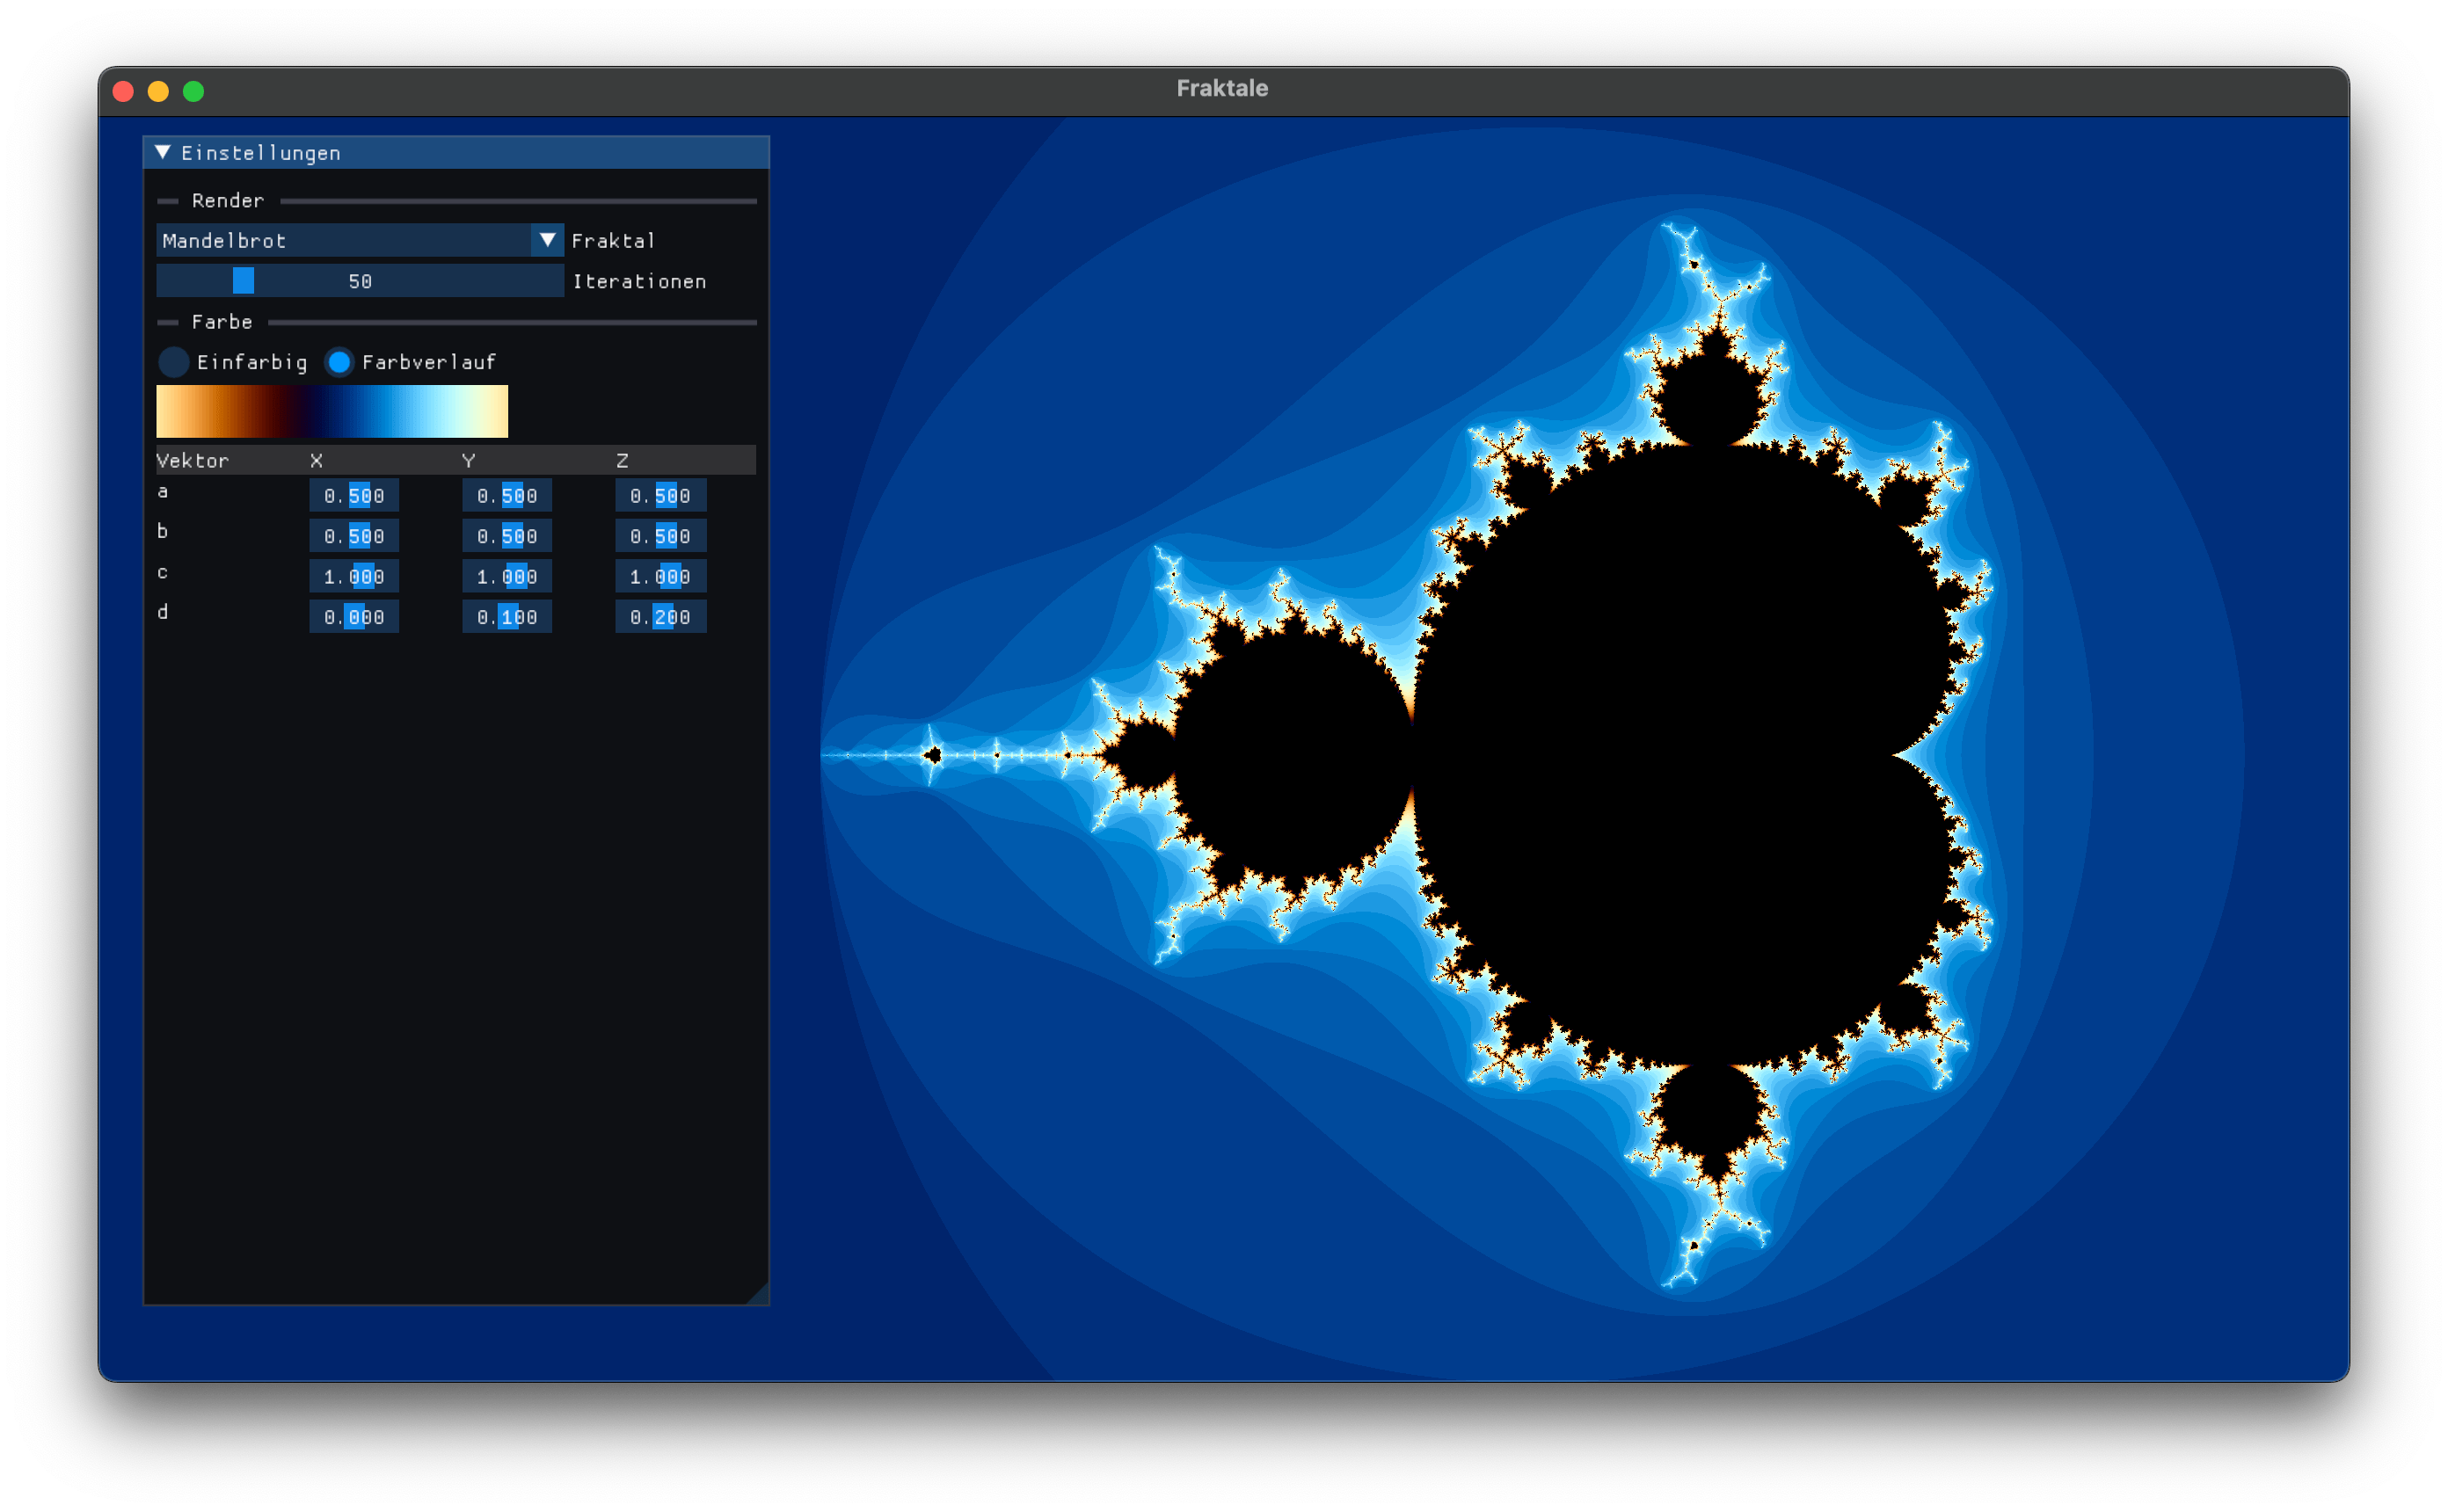 Fraktale
Einstellungen
Render
Mandelbrot Fraktal
50 Iterationen
Farbe
Einfarbig Farbverlauf
Vektor X Y Z
a 0.500 0.500 0.500
b 0.500 0.500 0.500
c 1.000 1.000 1.000
d 0.000 0.100 0.200